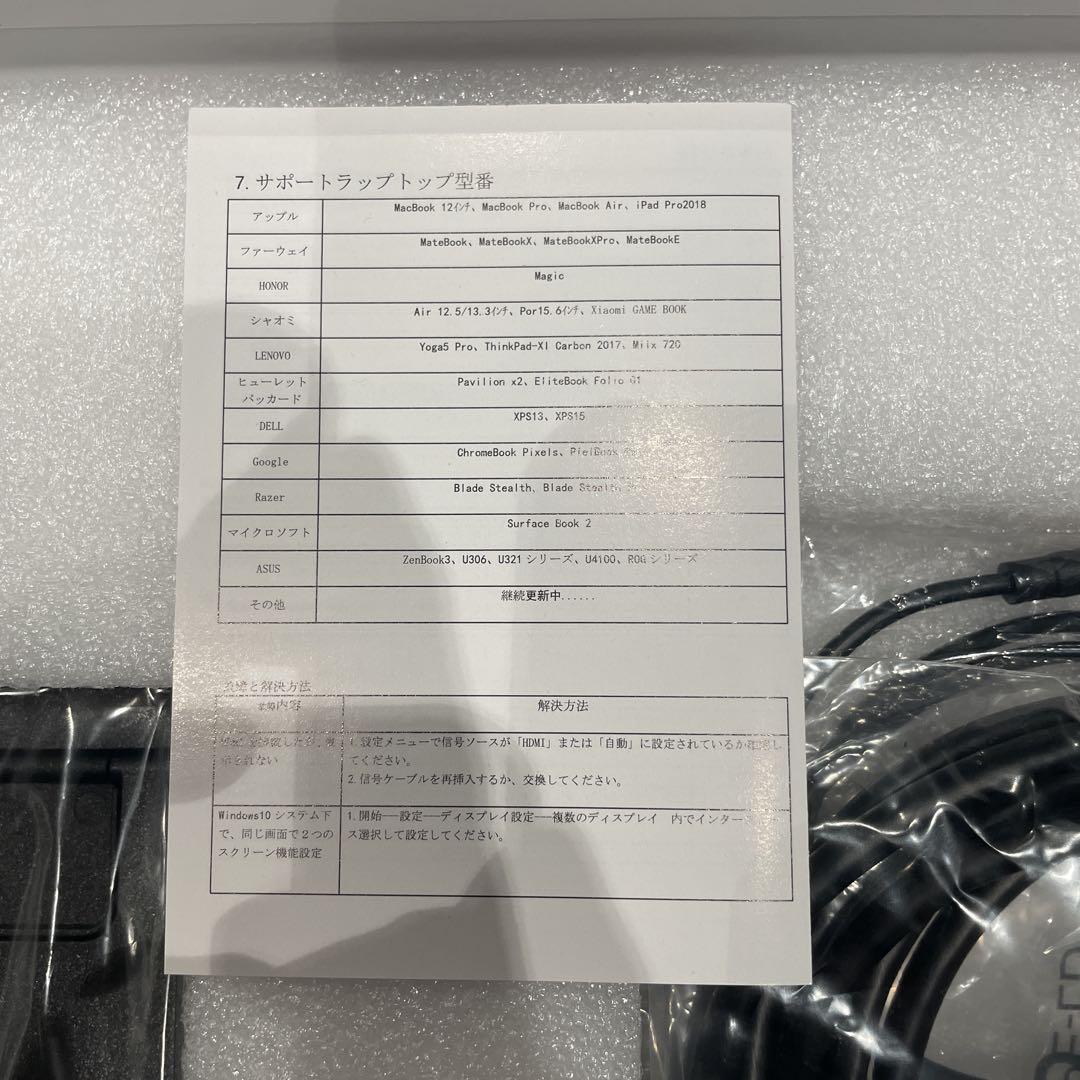 7. サポートラップトップ型番
アップル MacBook 12インチ、MacBook Pro、MacBook Air、iPad Pro2018
ファーウェイ MateBook、MateBookX、MateBookXPro、MateBookE
HONOR Magic
シャオミ Air 12.5/13.3インチ、Por15.6インチ、Xiaomi GAME BOOK
LENOVO Yoga5 Pro、ThinkPad-XI Carbon 2017、Miix 720
ヒューレット
パッカード Pavilion x2、EliteBook Folio G1
DELL XPS13、XPS15
Google ChromeBook Pixels、
Razer Blade Stealth、Blade Stealth
マイクロソフト Surface Book 2
ASUS ZenBook3、U306、U321 シリーズ、U4100、ROG シリーズ
その他 継続更新中......
と解決方法
内容 解決方法
1.設定メニューで信号ソースが「HDMI」または「自動」に設定されているか確認し
てください。
2.信号ケーブルを再挿入するか、交換してください。
Windows10 システム下
で、同じ画面で２つの
スクリーン機能設定
1.開始——設定——ディスプレイ設定——複数のディスプレイ 内でインター
ス選択して設定してください。